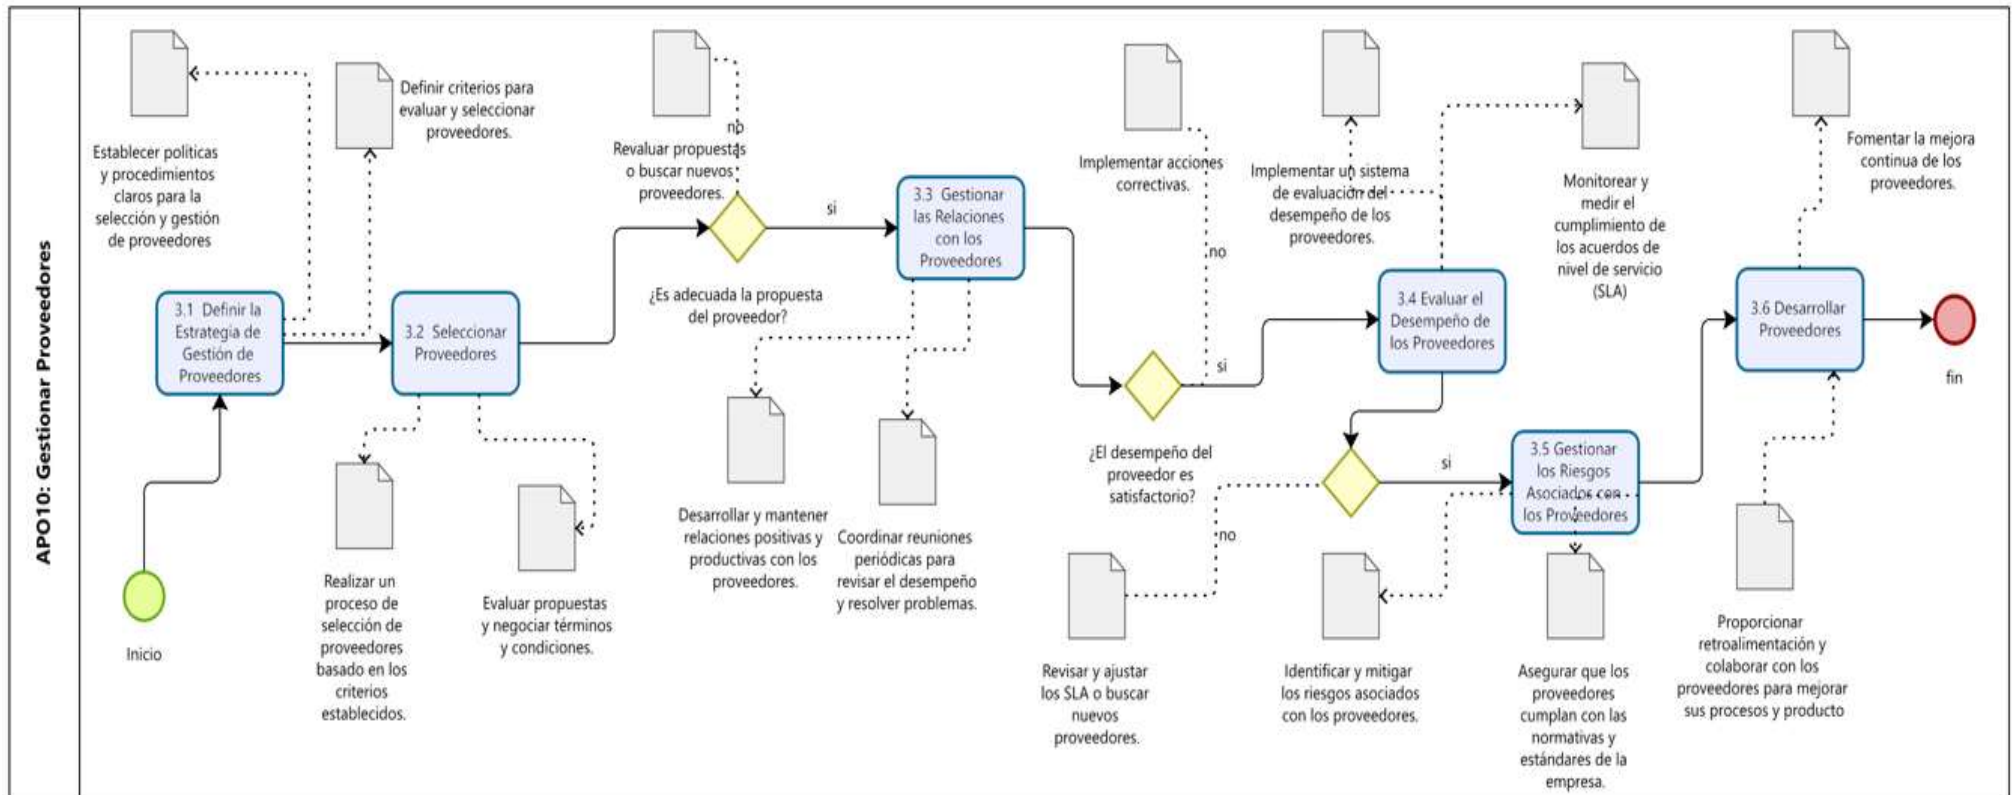 APO10: Gestionar Proveedores
Establecer políticas
y procedimientos
claros para la
selección y gestión
de proveedores
Definir criterios para
evaluar y seleccionar
proveedores.
no
Revaluar propuestas
o buscar nuevos
proveedores.
Implementar acciones
correctivas.
Implementar un sistema
de evaluación del
desempeño de los
proveedores.
Monitorear y
medir el
cumplimiento de
los acuerdos de
nivel de servicio
(SLA)
Fomentar la mejora
continua de los
proveedores.
3.1 Definir la
Estrategia de
Gestión de
Proveedores
3.2 Seleccionar
Proveedores
si
¿Es adecuada la propuesta
del proveedor?
3.3 Gestionar
las Relaciones
con los
Proveedores
no
si
¿El desempeño del
proveedor es
satisfactorio?
3.4 Evaluar el
Desempeño de
los Proveedores
si
no
3.5 Gestionar
los Riesgos
Asociados con
los Proveedores
3.6 Desarrollar
Proveedores
fin
Inicio
Realizar un
proceso de
selección de
proveedores
basado en los
criterios
establecidos.
Evaluar propuestas
y negociar términos
y condiciones.
Desarrollar y mantener
relaciones positivas y
productivas con los
proveedores.
Coordinar reuniones
periódicas para
revisar el desempeño
y resolver problemas.
Revisar y ajustar
los SLA o buscar
nuevos
proveedores.
Identificar y mitigar
los riesgos asociados
con los proveedores.
Asegurar que los
proveedores
cumplan con las
normativas y
estándares de la
empresa.
Proporcionar
retroalimentación y
colaborar con los
proveedores para mejorar
sus procesos y producto